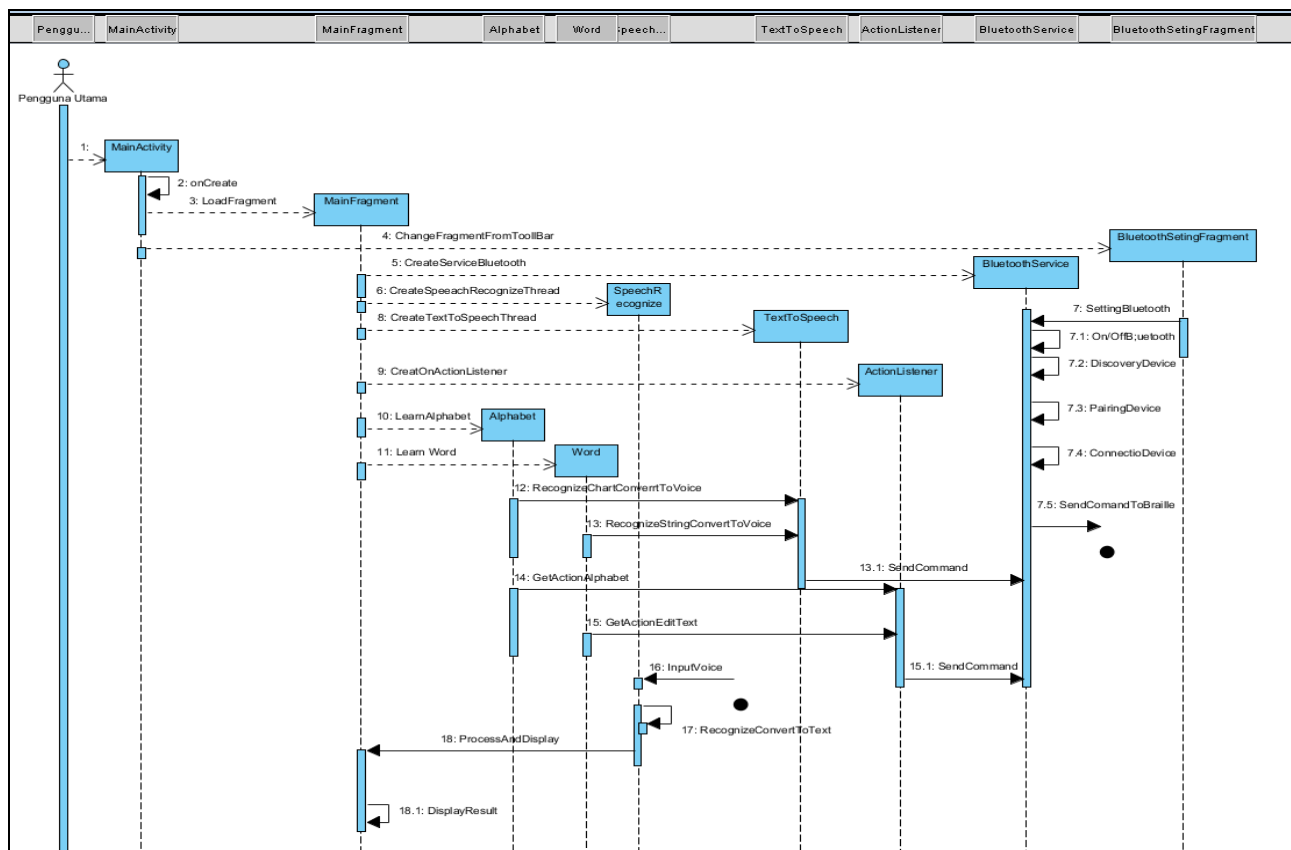 Penggu...
MainActivity
MainFragment
Alphabet
Word
Speech...
TextToSpeech
ActionListener
BluetoothService
BluetoothSetingFragment
Pengguna Utama
1:
MainActivity
2: onCreate
3: LoadFragment
MainFragment
4: ChangeFragmentFromToollBar
BluetoothSetingFragment
5: CreateServiceBluetooth
BluetoothService
6: CreateSpeeachRecognizeThread
SpeechR
ecognize
7: SettingBluetooth
8: CreateTextToSpeechThread
TextToSpeech
7.1: On/OffB;uetooth
7.2: DiscoveryDevice
9: CreatOnActionListener
ActionListener
10: LearnAlphabet
Alphabet
7.3: PairingDevice
11: Learn Word
Word
7.4: ConnectioDevice
12: RecognizeChartConverrtToVoice
7.5: SendComandToBraille
13: RecognizeStringConvertToVoice
13.1: SendCommand
14: GetActionAlphabet
15: GetActionEditText
16: InputVoice
15.1: SendCommand
17: RecognizeConvertToText
18: ProcessAndDisplay
18.1: DisplayResult